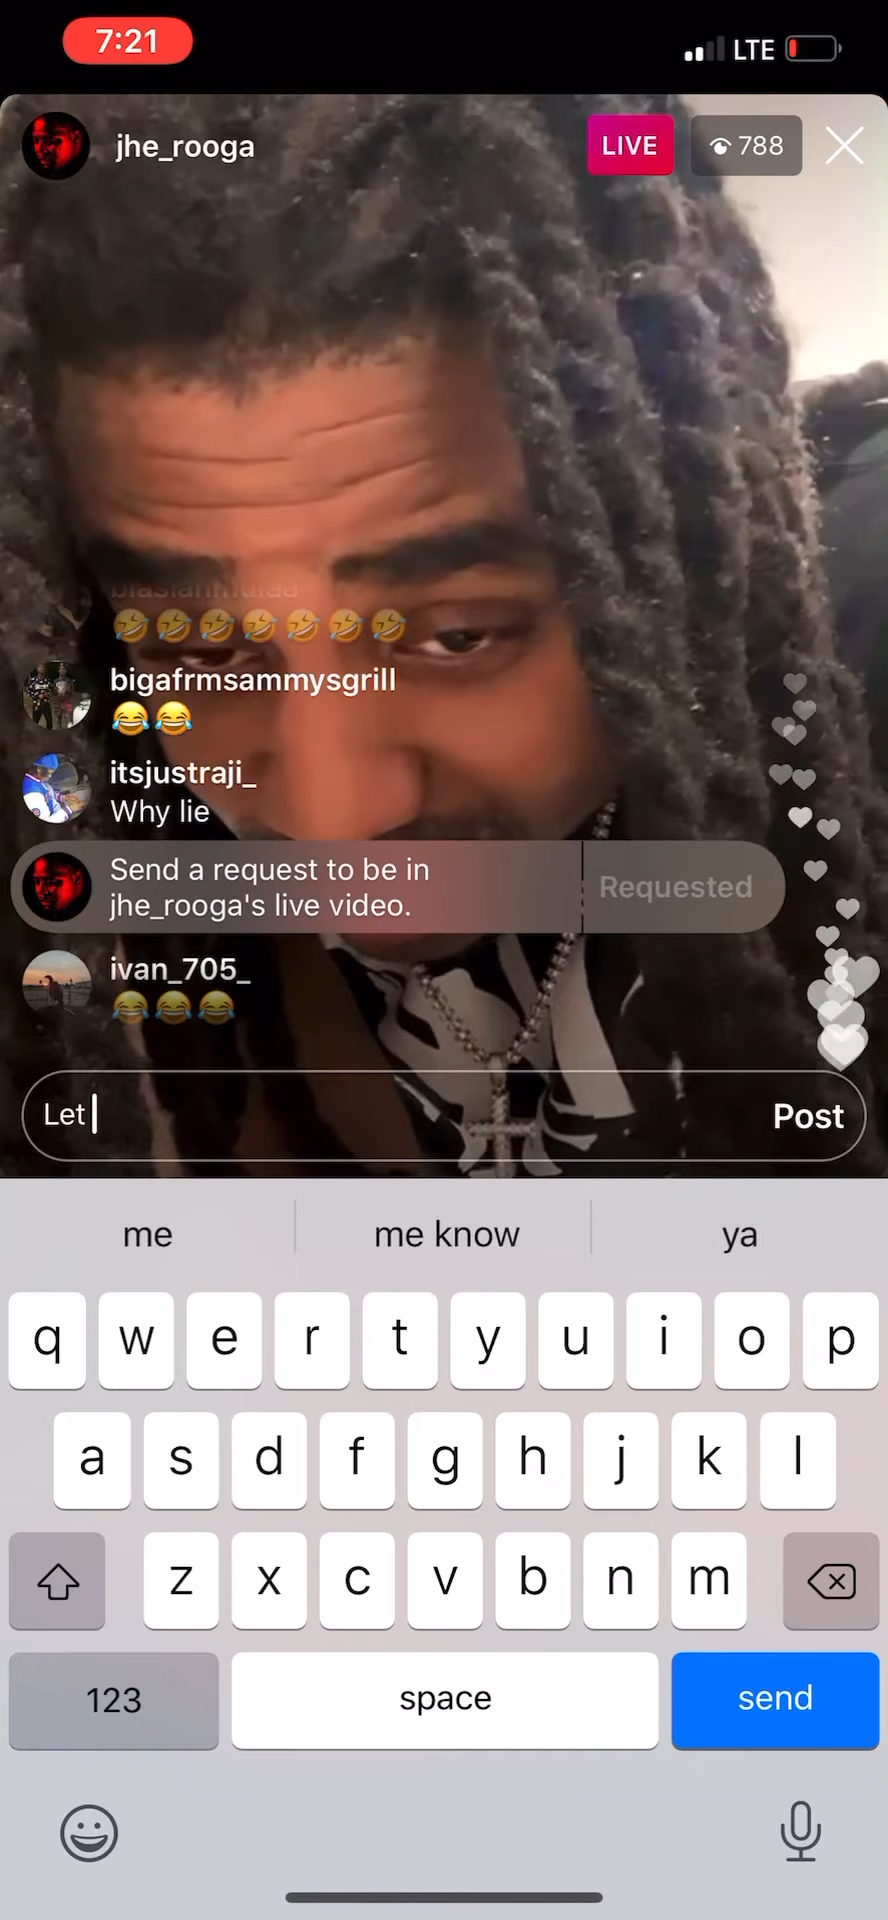 7:21
LTE
jhe_rooga
LIVE
788
🤣🤣🤣🤣🤣🤣🤣
bigafrmsammysgrill
😂😂
itsjustraji_
Why lie
Send a request to be in
jhe_rooga's live video.
Requested
ivan_705_
😂😂😂
Let
Post
me
me know
ya
q w e r t y u i o p
a s d f g h j k l
z x c v b n m
123
space
send